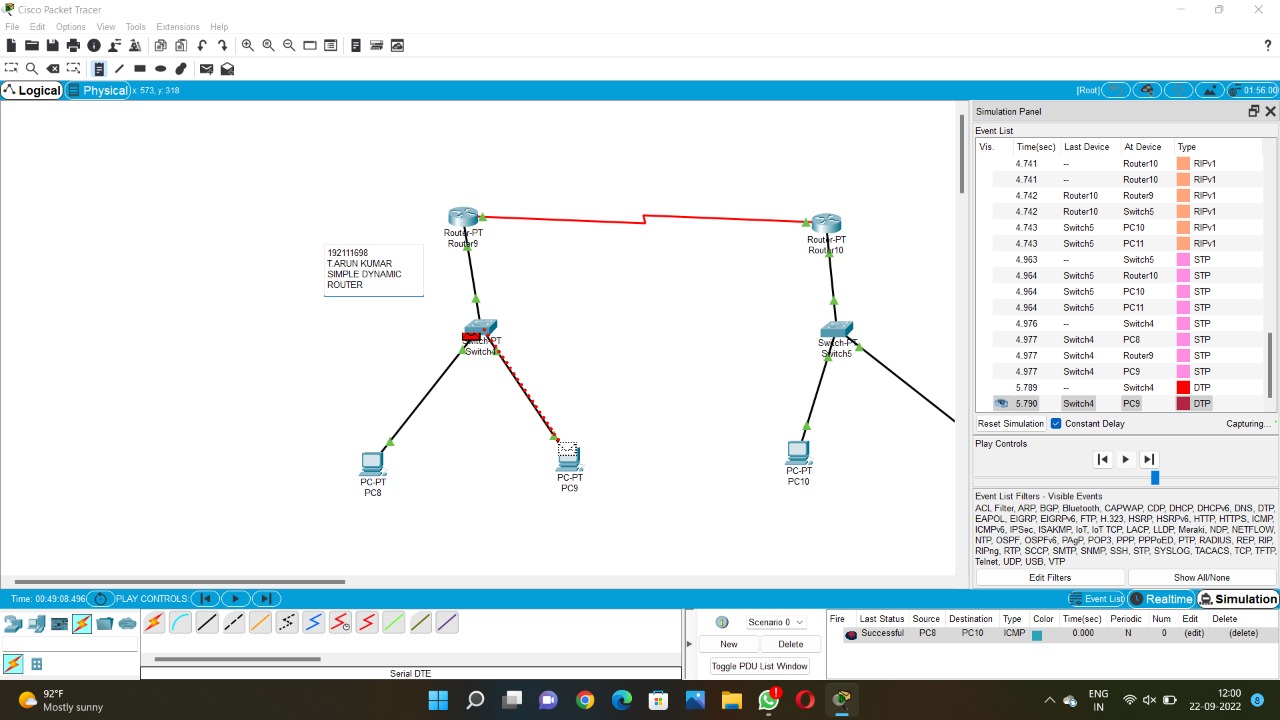 Cisco Packet Tracer
File Edit Options View Tools Extensions Help
?
Logical Physical x: 573, y: 318 [Root] 01:56:00
Simulation Panel
Event List
Vis. Time(sec) Last Device At Device Type
4.741 -- Router10 RIPv1
4.741 -- Router10 RIPv1
4.742 Router10 Router9 RIPv1
4.742 Router10 Switch5 RIPv1
4.743 Switch5 PC10 RIPv1
4.743 Switch5 PC11 RIPv1
4.963 -- Switch5 STP
4.964 Switch5 Router10 STP
4.964 Switch5 PC10 STP
4.964 Switch5 PC11 STP
4.976 -- Switch4 STP
4.977 Switch4 PC8 STP
4.977 Switch4 Router9 STP
4.977 Switch4 PC9 STP
5.789 -- Switch4 DTP
5.790 Switch4 PC9 DTP
Reset Simulation Constant Delay Capturing...
Play Controls
Event List Filters - Visible Events
ACL Filter, ARP, BGP, Bluetooth, CAPWAP, CDP, DHCP, DHCPv6, DNS, DTP,
EAPOL, EIGRP, EIGRPv6, FTP, H.323, HSRP, HSRPv6, HTTP, HTTPS, ICMP,
ICMPv6, IPSec, ISAKMP, IoT, IoT TCP, LACP, LLDP, Meraki, NDP, NETFLOW,
NTP, OSPF, OSPFv6, PAgP, POP3, PPP, PPPoED, PTP, RADIUS, REP, RIP,
RIPng, RTP, SCCP, SMTP, SNMP, SSH, STP, SYSLOG, TACACS, TCP, TFTP,
Telnet, UDP, USB, VTP
Edit Filters Show All/None
Router-PT
Router9
Router-PT
Router10
192111698
T.ARUN KUMAR
SIMPLE DYNAMIC
ROUTER
Switch-PT
Switch4
Switch-PT
Switch5
PC-PT
PC8
PC-PT
PC9
PC-PT
PC10
Time: 00:49:08.496 PLAY CONTROLS: Event List Realtime Simulation
Scenario 0
New Delete
Toggle PDU List Window
Fire Last Status Source Destination Type Color Time(sec) Periodic Num Edit Delete
Successful PC8 PC10 ICMP 0.000 N 0 (edit) (delete)
Serial DTE
92°F
Mostly sunny
ENG
IN
12:00
22-09-2022
8